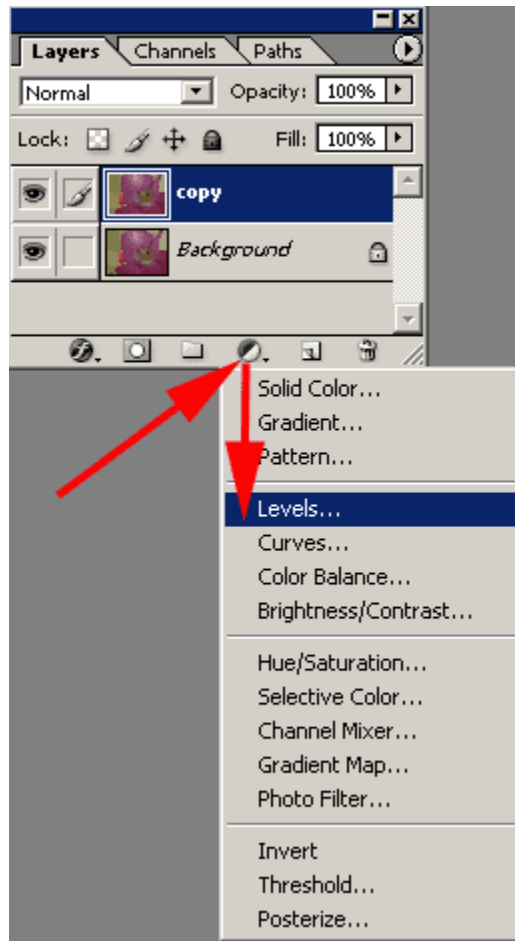 Layers Channels Paths
Normal Opacity: 100%
Lock: Fill: 100%
copy
Background
Solid Color...
Gradient...
Pattern...
Levels...
Curves...
Color Balance...
Brightness/Contrast...
Hue/Saturation...
Selective Color...
Channel Mixer...
Gradient Map...
Photo Filter...
Invert
Threshold...
Posterize...